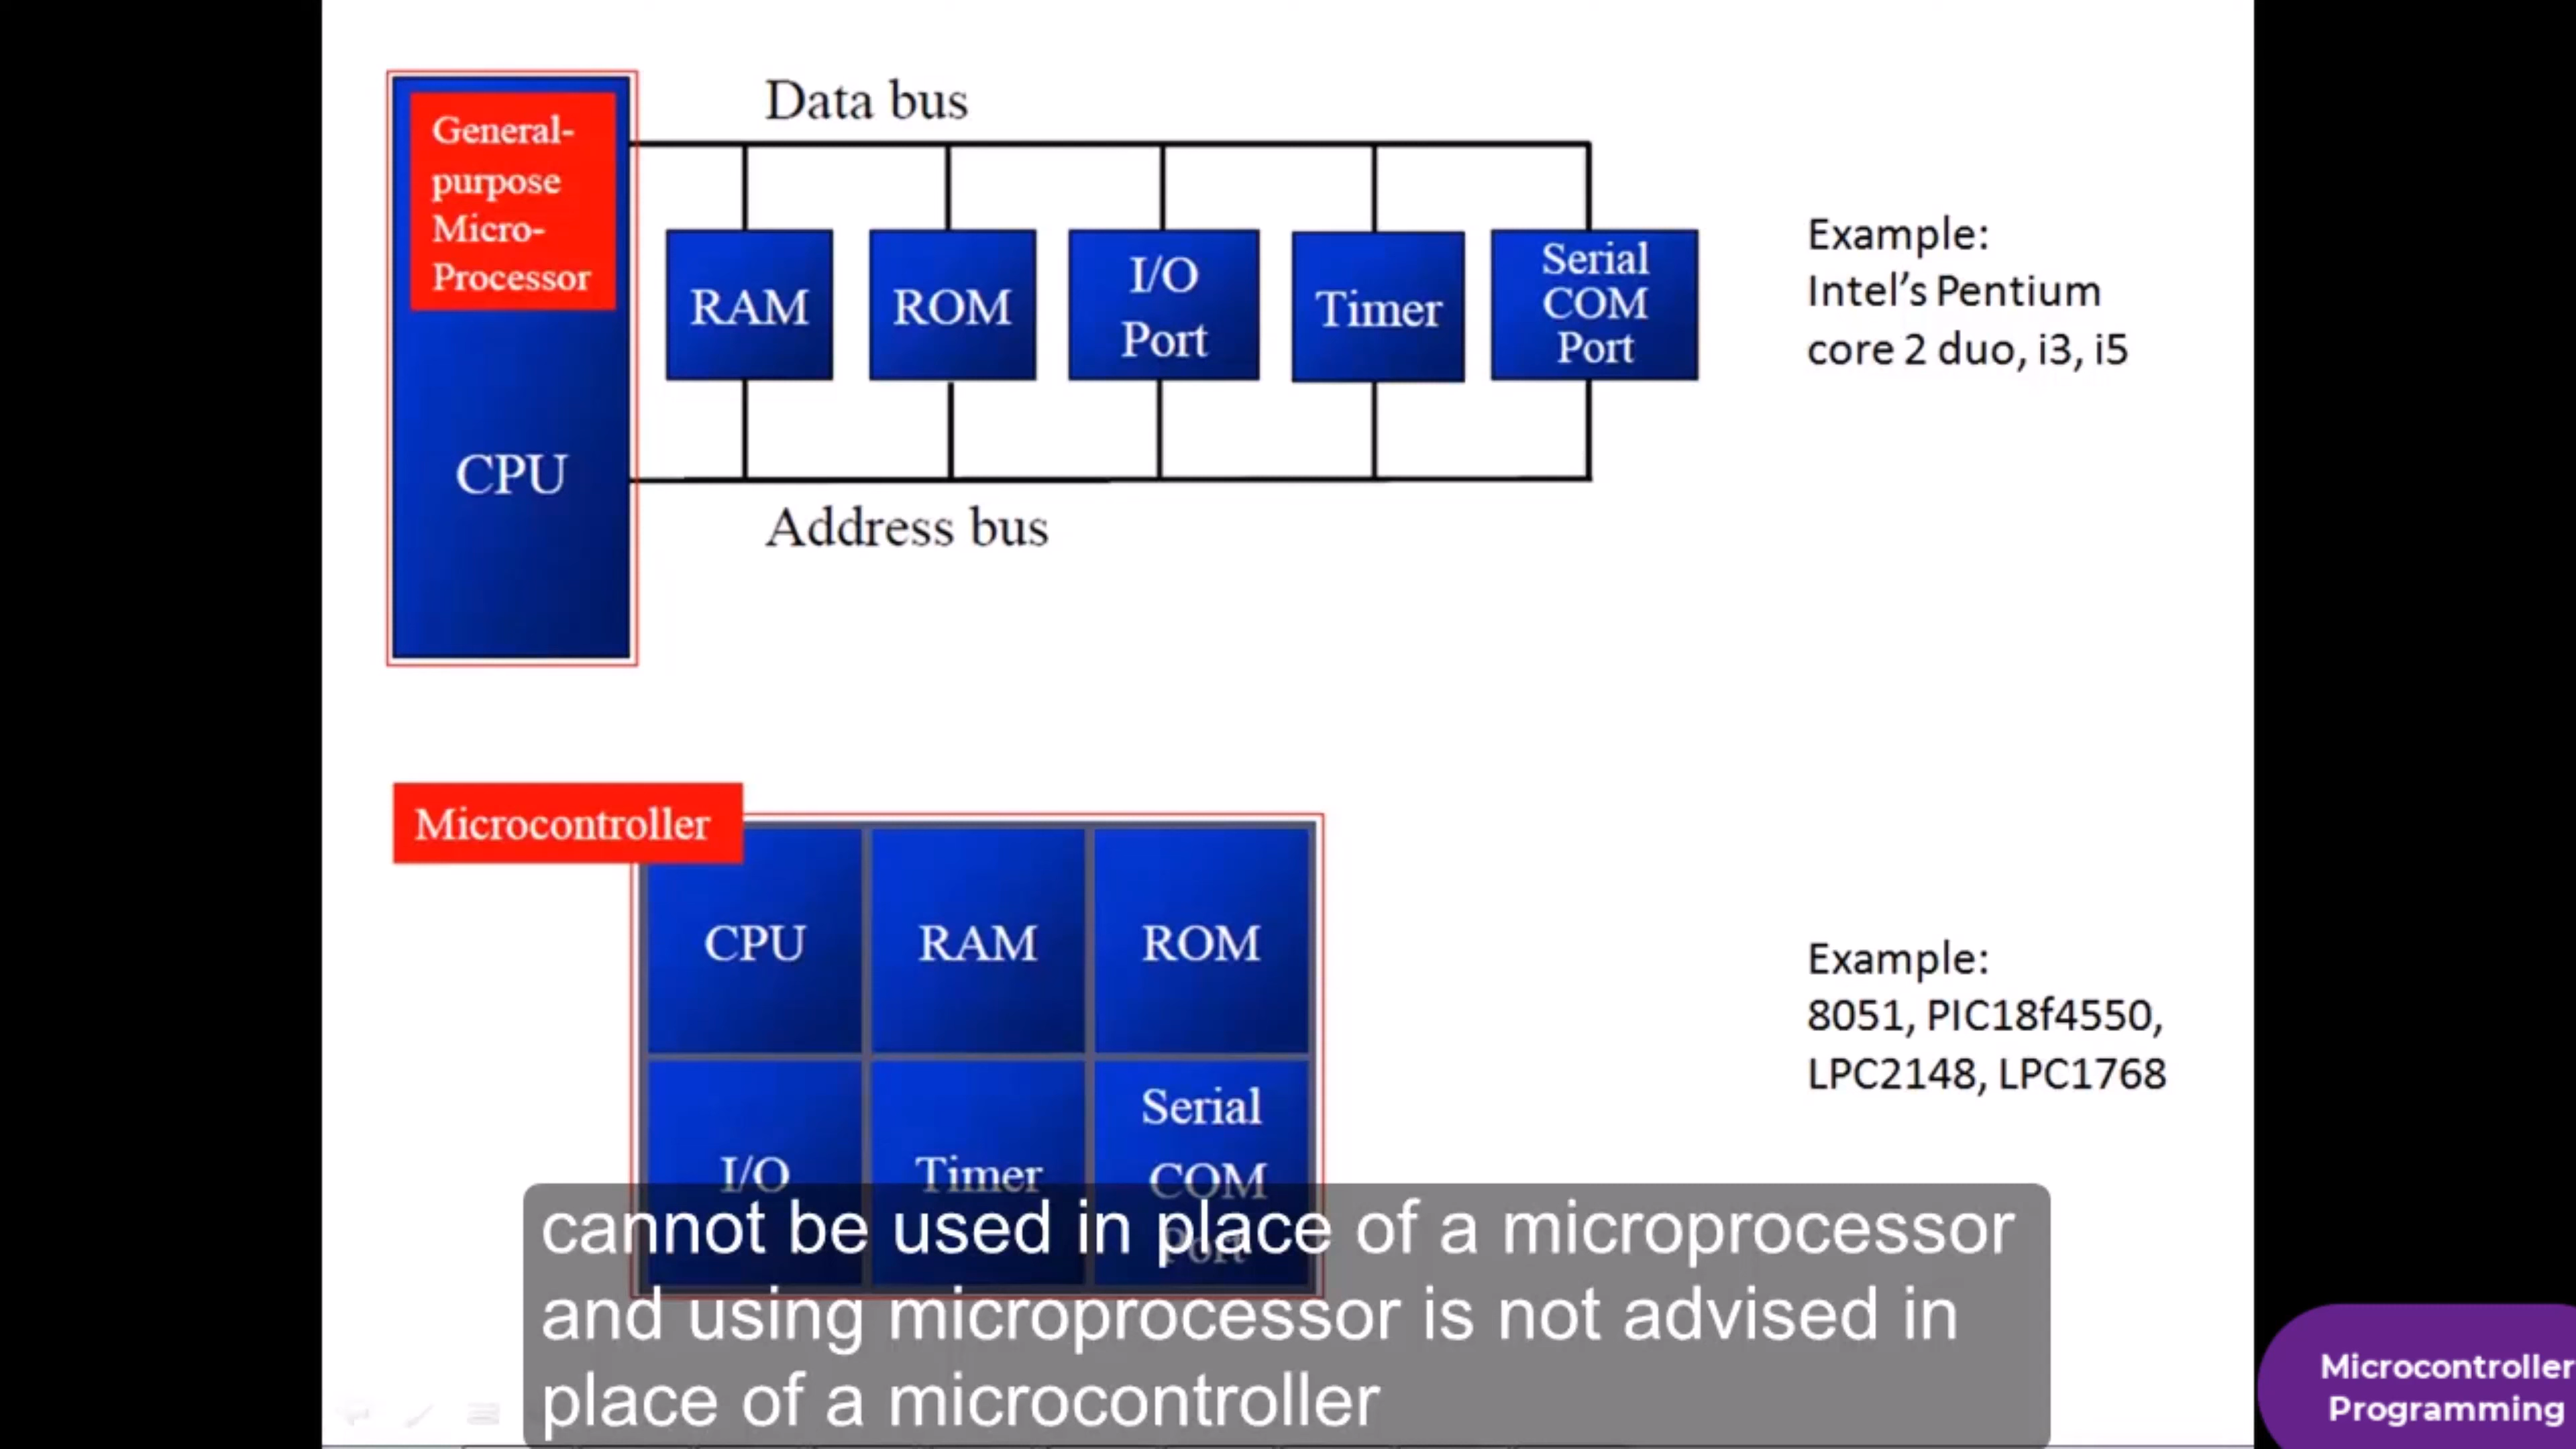 Data bus
General-
purpose
Micro-
Processor
CPU
RAM
ROM
I/O
Port
Timer
Serial
COM
Port
Address bus
Example:
Intel's Pentium
core 2 duo, i3, i5
Microcontroller
CPU
RAM
ROM
I/O
Timer
Serial
COM
Port
Example:
8051, PIC18f4550,
LPC2148, LPC1768
cannot be used in place of a microprocessor
and using microprocessor is not advised in
place of a microcontroller
Microcontroller
Programming